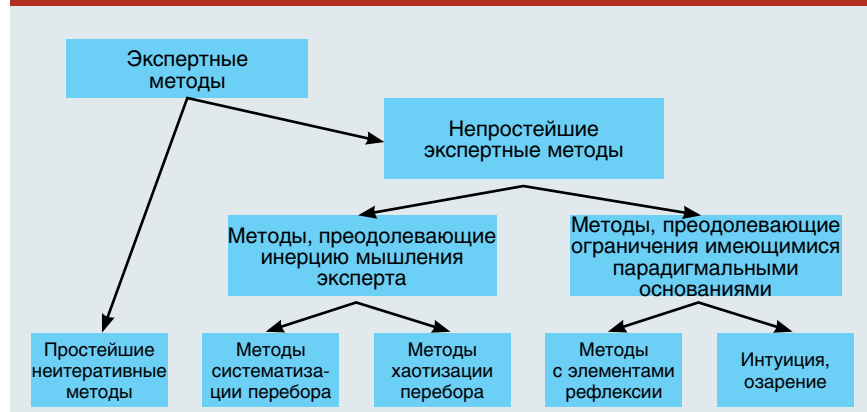 Экспертные
методы
Непростейшие
экспертные методы
Методы, преодолевающие
инерцию мышления
эксперта
Методы, преодолевающие
ограничения имеющимися
парадигмальными
основаниями
Простейшие
неитеративные
методы
Методы
систематиза-
ции перебора
Методы
хаотизации
перебора
Методы
с элементами
рефлексии
Интуиция,
озарение